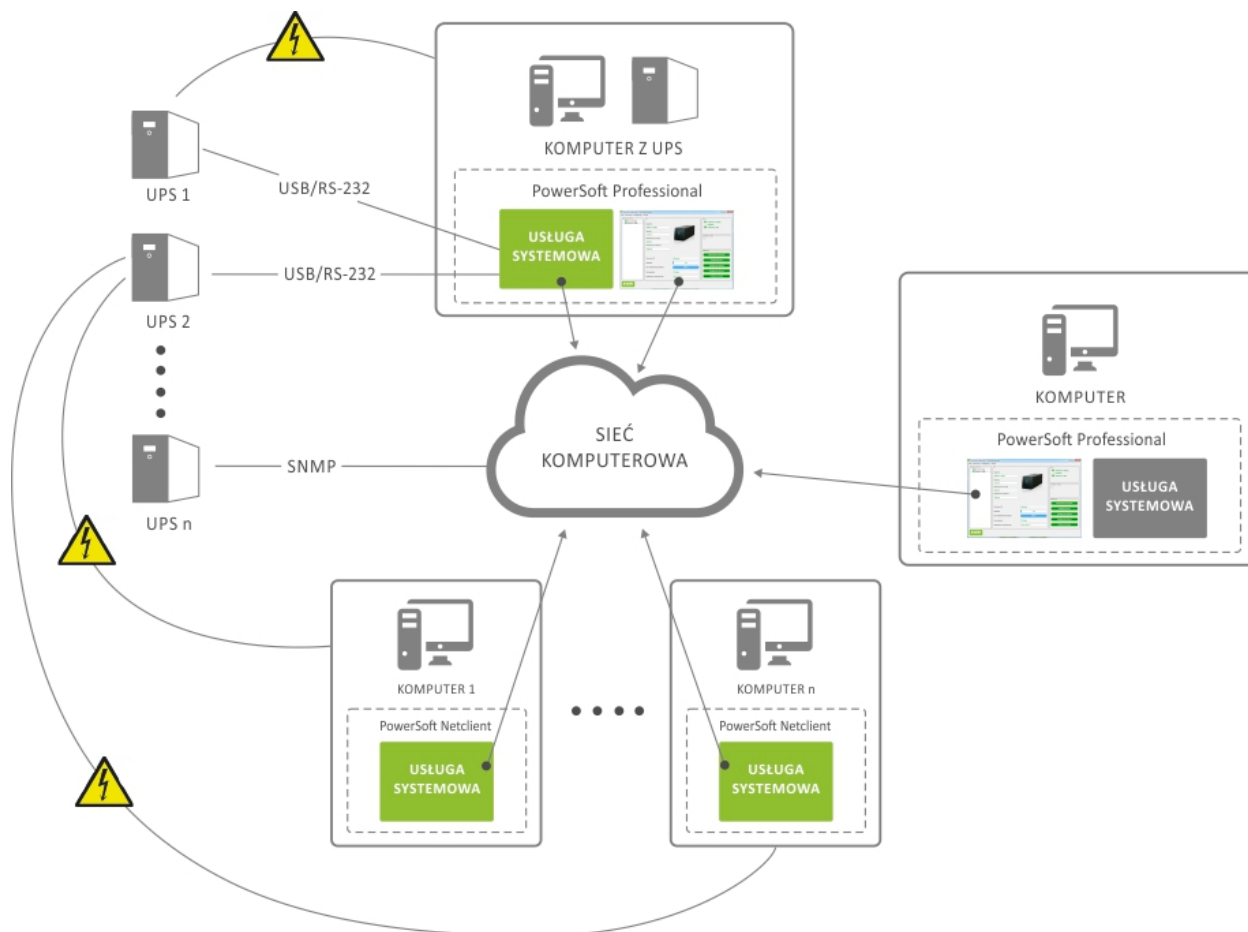 KOMPUTER Z UPS
PowerSoft Professional
USŁUGA
SYSTEMOWA
UPS 1
USB/RS-232
UPS 2
USB/RS-232
UPS n
SNMP
SIEĆ
KOMPUTEROWA
KOMPUTER
PowerSoft Professional
USŁUGA
SYSTEMOWA
KOMPUTER 1
PowerSoft Netclient
USŁUGA
SYSTEMOWA
KOMPUTER n
PowerSoft Netclient
USŁUGA
SYSTEMOWA